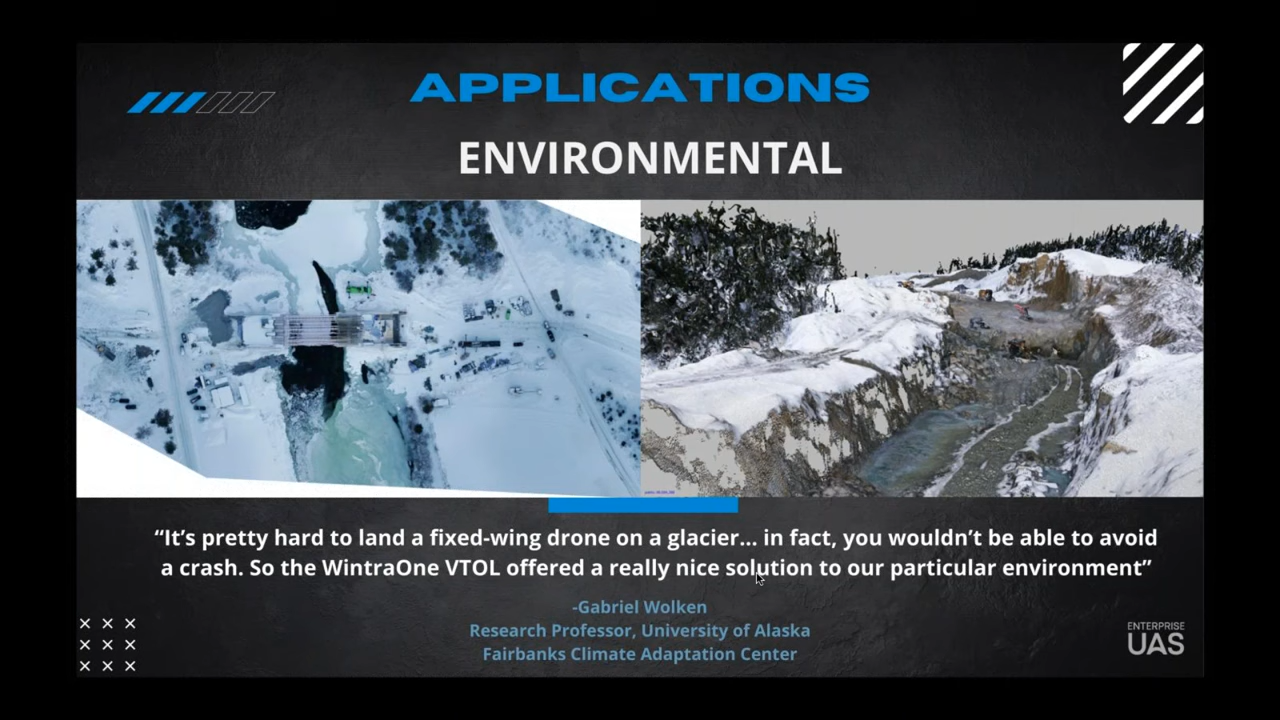 APPLICATIONS
ENVIRONMENTAL
“It’s pretty hard to land a fixed-wing drone on a glacier... in fact, you wouldn’t be able to avoid
a crash. So the WintraOne VTOL offered a really nice solution to our particular environment”
-Gabriel Wolken
Research Professor, University of Alaska
Fairbanks Climate Adaptation Center
ENTERPRISE
UAS